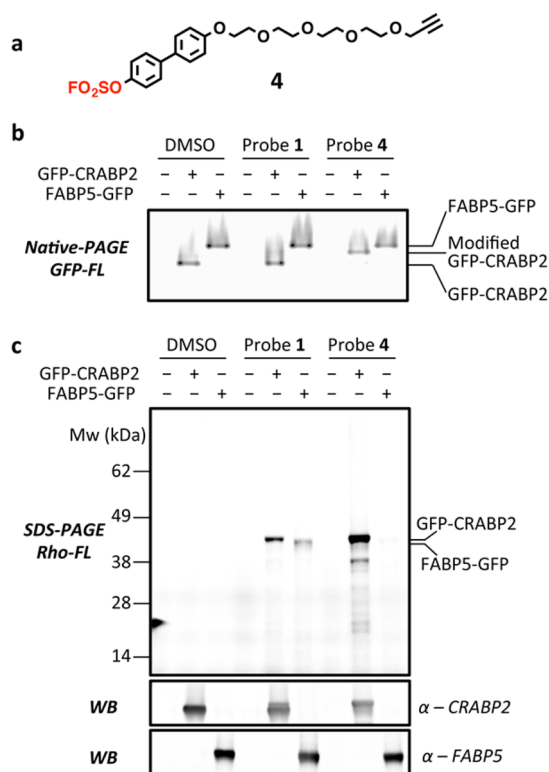 a
O O O O O
FO₂SO
4
b
DMSO Probe 1 Probe 4
GFP-CRABP2 – + – – + – – + –
FABP5-GFP – – + – – + – – +
Native-PAGE
GFP-FL
FABP5-GFP
Modified
GFP-CRABP2
GFP-CRABP2
c
DMSO Probe 1 Probe 4
GFP-CRABP2 – + – – + – – + –
FABP5-GFP – – + – – + – – +
Mw (kDa)
62
49
38
28
14
SDS-PAGE
Rho-FL
GFP-CRABP2
FABP5-GFP
WB α – CRABP2
WB α – FABP5